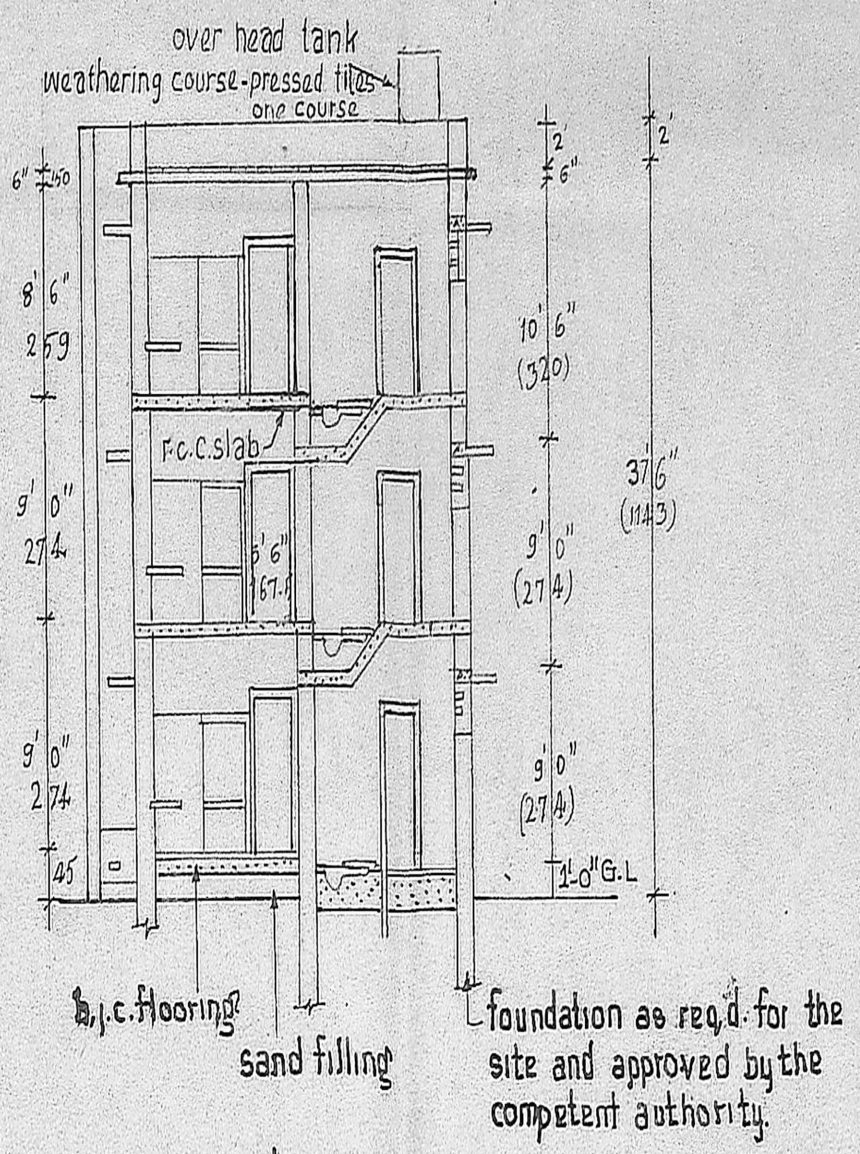 over head tank
weathering course-pressed tiles
one course
2'
2'
6" 150
6"
8' 6"
259
10' 6"
(320)
r.c.c.slab
37' 6"
(1143)
9' 0"
274
9' 0"
(274)
5' 6"
167.6
9' 0"
274
9' 0"
(274)
45
1'-0" G.L
b.j.c.flooring
sand filling
foundation as req.d. for the
site and approved by the
competent authority.